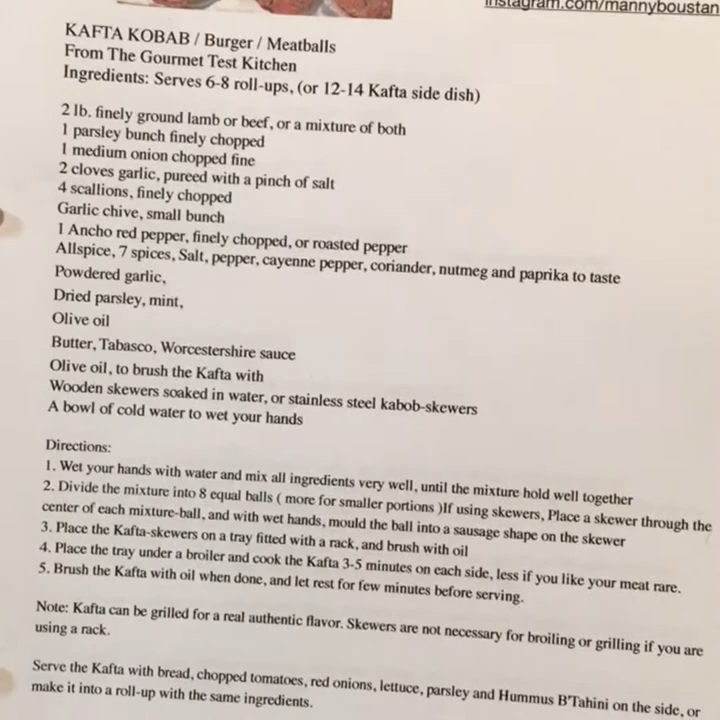 instagram.com/mannyboustan
KAFTA KOBAB / Burger / Meatballs
From The Gourmet Test Kitchen
Ingredients: Serves 6-8 roll-ups, (or 12-14 Kafta side dish)
2 lb. finely ground lamb or beef, or a mixture of both
1 parsley bunch finely chopped
1 medium onion chopped fine
2 cloves garlic, pureed with a pinch of salt
4 scallions, finely chopped
Garlic chive, small bunch
1 Ancho red pepper, finely chopped, or roasted pepper
Allspice, 7 spices, Salt, pepper, cayenne pepper, coriander, nutmeg and paprika to taste
Powdered garlic,
Dried parsley, mint,
Olive oil
Butter, Tabasco, Worcestershire sauce
Olive oil, to brush the Kafta with
Wooden skewers soaked in water, or stainless steel kabob-skewers
A bowl of cold water to wet your hands
Directions:
1. Wet your hands with water and mix all ingredients very well, until the mixture hold well together
2. Divide the mixture into 8 equal balls ( more for smaller portions )If using skewers, Place a skewer through the
center of each mixture-ball, and with wet hands, mould the ball into a sausage shape on the skewer
3. Place the Kafta-skewers on a tray fitted with a rack, and brush with oil
4. Place the tray under a broiler and cook the Kafta 3-5 minutes on each side, less if you like your meat rare.
5. Brush the Kafta with oil when done, and let rest for few minutes before serving.
Note: Kafta can be grilled for a real authentic flavor. Skewers are not necessary for broiling or grilling if you are
using a rack.
Serve the Kafta with bread, chopped tomatoes, red onions, lettuce, parsley and Hummus B'Tahini on the side, or
make it into a roll-up with the same ingredients.